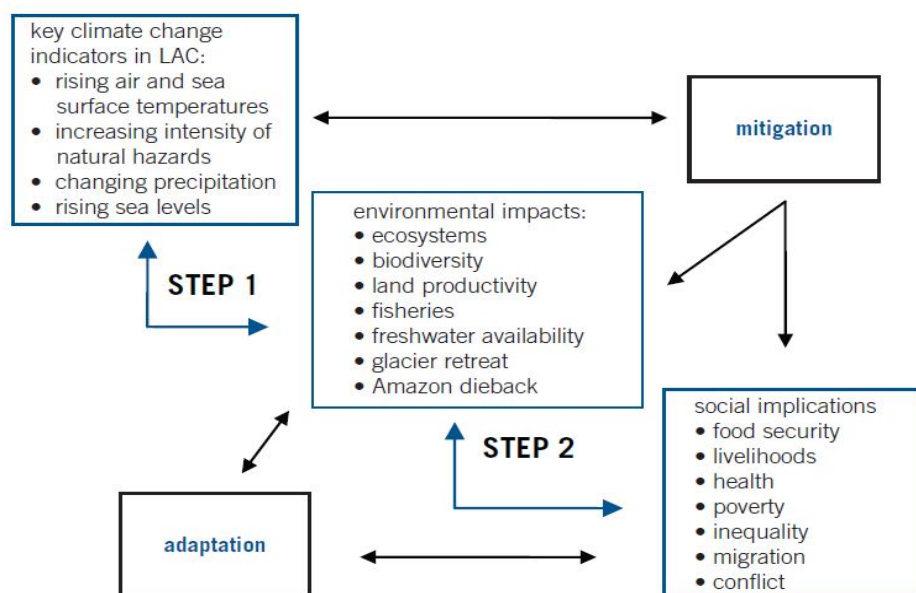 key climate change
indicators in LAC:
• rising air and sea
surface temperatures
• increasing intensity of
natural hazards
• changing precipitation
• rising sea levels
mitigation
STEP 1
environmental impacts:
• ecosystems
• biodiversity
• land productivity
• fisheries
• freshwater availability
• glacier retreat
• Amazon dieback
STEP 2
social implications
• food security
• livelihoods
• health
• poverty
• inequality
• migration
• conflict
adaptation